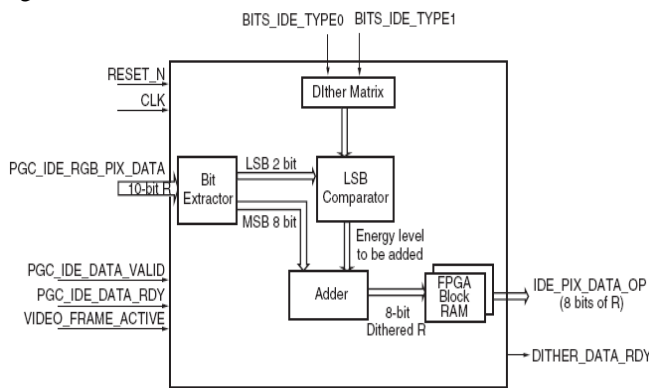 BITS_IDE_TYPE0 BITS_IDE_TYPE1
RESET_N
CLK
DIther Matrix
PGC_IDE_RGB_PIX_DATA
10-bit R
Bit
Extractor
LSB 2 bit
MSB 8 bit
LSB
Comparator
Energy level
to be added
PGC_IDE_DATA_VALID
PGC_IDE_DATA_RDY
VIDEO_FRAME_ACTIVE
Adder
8-bit
Dithered R
FPGA
Block
RAM
IDE_PIX_DATA_OP
(8 bits of R)
DITHER_DATA_RDY